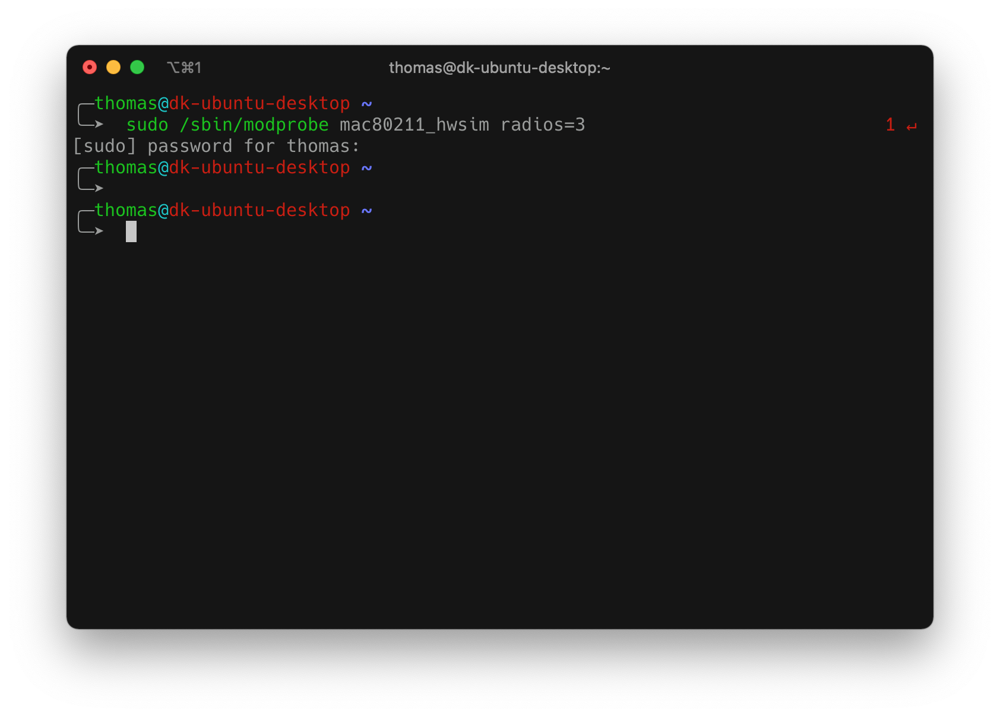 ⌥⌘1 thomas@dk-ubuntu-desktop:~
╭─thomas@dk-ubuntu-desktop ~
╰─➤  sudo /sbin/modprobe mac80211_hwsim radios=3 1 ↵
[sudo] password for thomas:
╭─thomas@dk-ubuntu-desktop ~
╰─➤
╭─thomas@dk-ubuntu-desktop ~
╰─➤